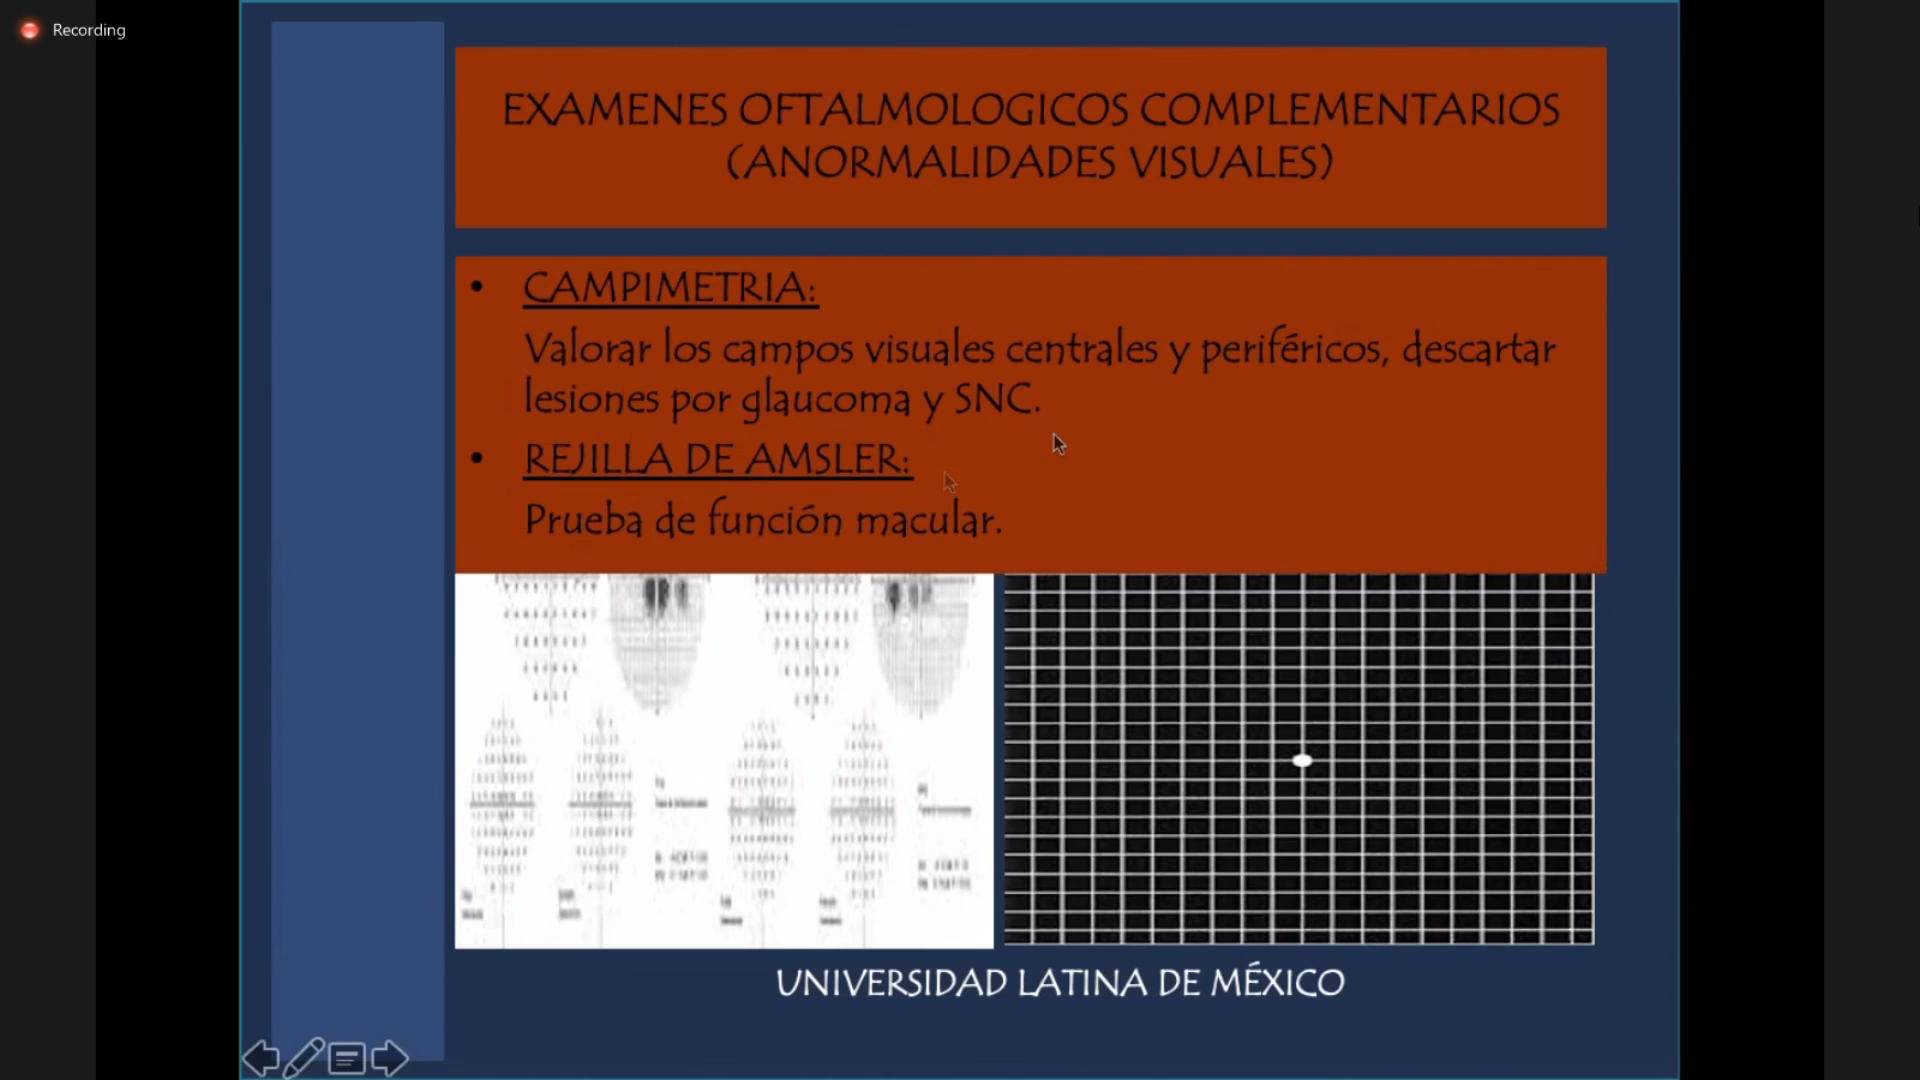 Recording
EXAMENES OFTALMOLOGICOS COMPLEMENTARIOS
(ANORMALIDADES VISUALES)
• CAMPIMETRIA:
Valorar los campos visuales centrales y periféricos, descartar
lesiones por glaucoma y SNC.
• REJILLA DE AMSLER:
Prueba de función macular.
UNIVERSIDAD LATINA DE MÉXICO